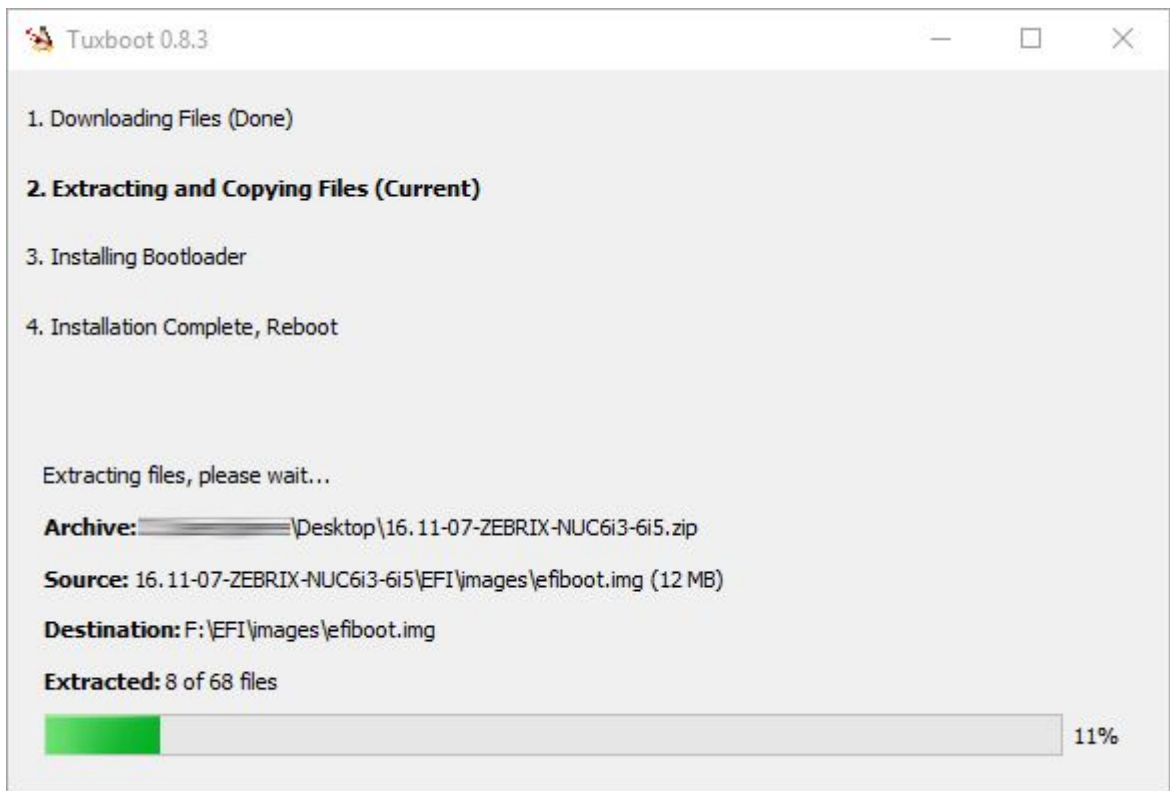 Tuxboot 0.8.3
1. Downloading Files (Done)
2. Extracting and Copying Files (Current)
3. Installing Bootloader
4. Installation Complete, Reboot
Extracting files, please wait...
Archive: \Desktop\16.11-07-ZEBRIX-NUC6i3-6i5.zip
Source: 16.11-07-ZEBRIX-NUC6i3-6i5\EFI\images\efiboot.img (12 MB)
Destination: F:\EFI\images\efiboot.img
Extracted: 8 of 68 files
11%